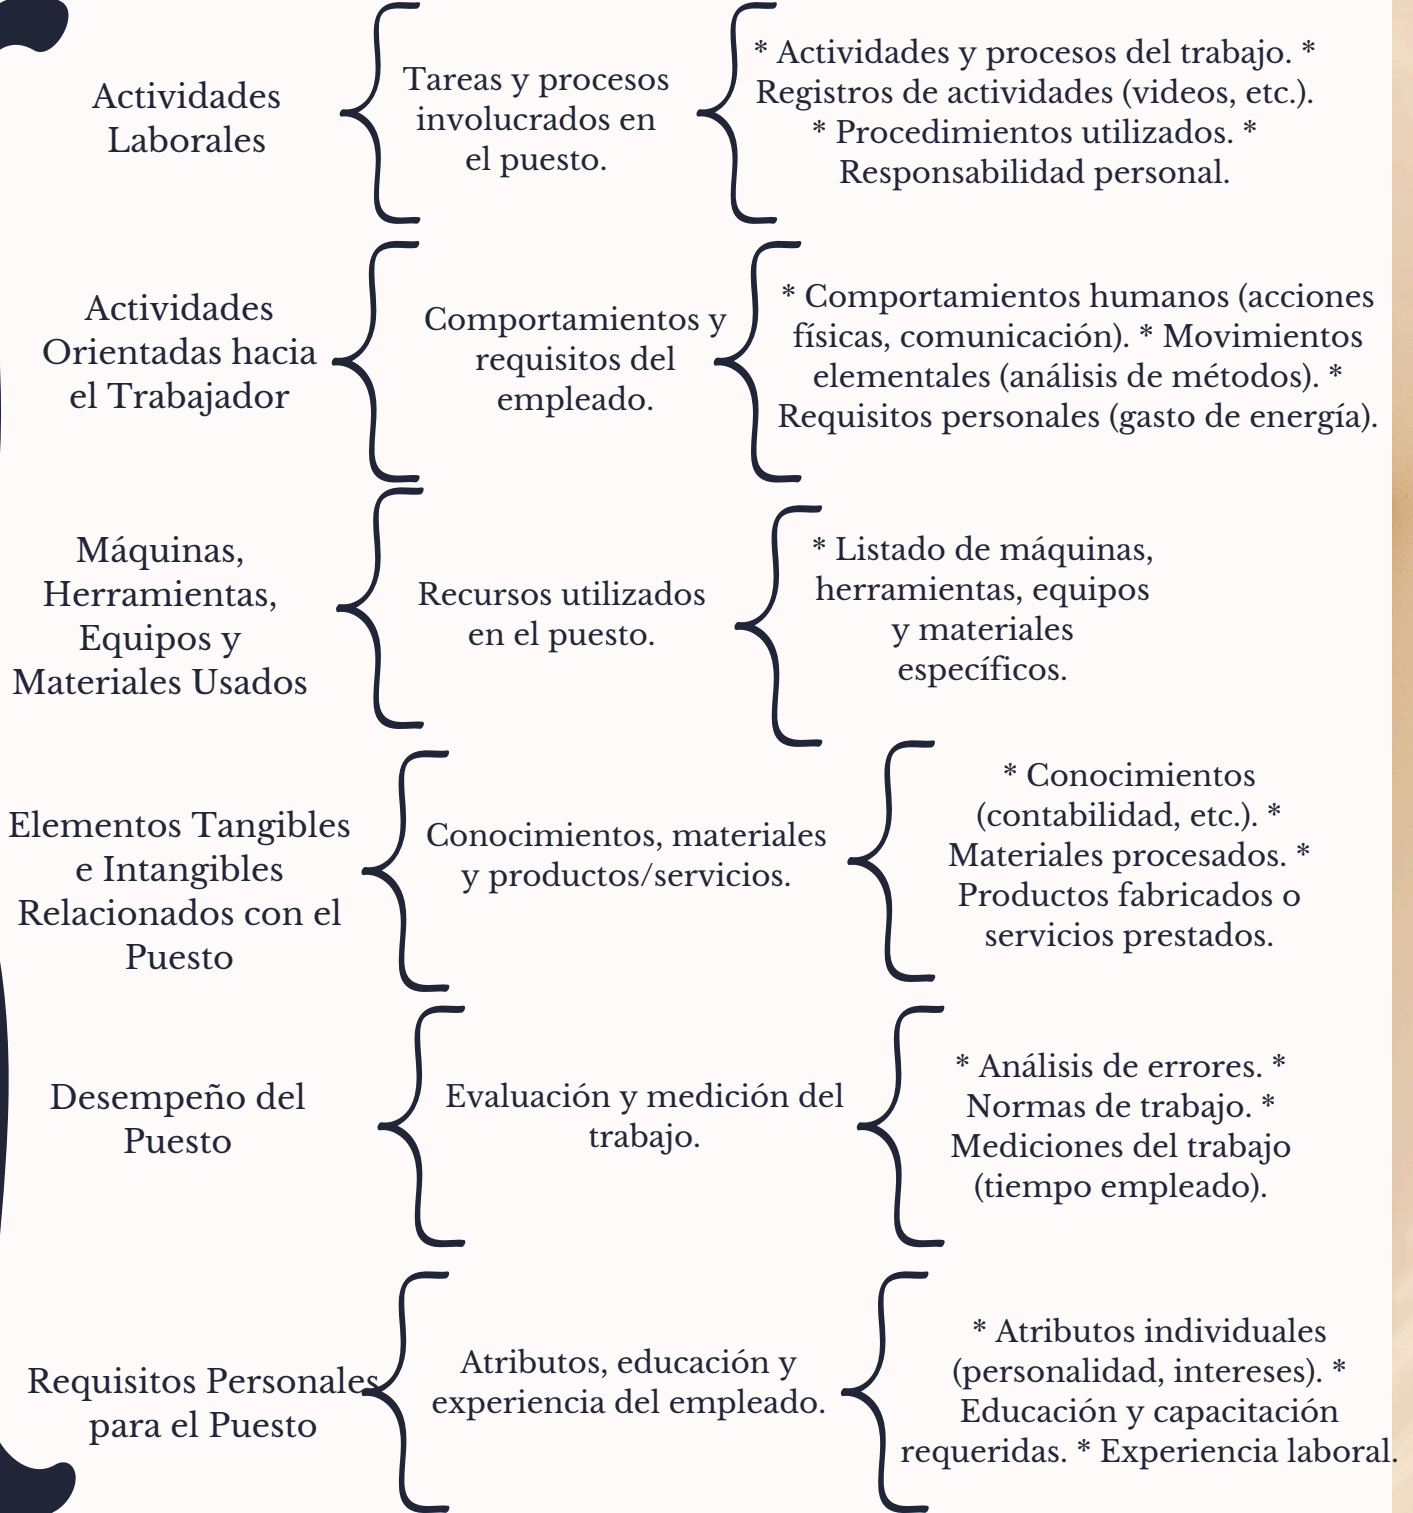 Actividades
Laborales
Tareas y procesos
involucrados en
el puesto.
* Actividades y procesos del trabajo. *
Registros de actividades (videos, etc.).
* Procedimientos utilizados. *
Responsabilidad personal.
Actividades
Orientadas hacia
el Trabajador
Comportamientos y
requisitos del
empleado.
* Comportamientos humanos (acciones
físicas, comunicación). * Movimientos
elementales (análisis de métodos). *
Requisitos personales (gasto de energía).
Máquinas,
Herramientas,
Equipos y
Materiales Usados
Recursos utilizados
en el puesto.
* Listado de máquinas,
herramientas, equipos
y materiales
específicos.
Elementos Tangibles
e Intangibles
Relacionados con el
Puesto
Conocimientos, materiales
y productos/servicios.
* Conocimientos
(contabilidad, etc.). *
Materiales procesados. *
Productos fabricados o
servicios prestados.
Desempeño del
Puesto
Evaluación y medición del
trabajo.
* Análisis de errores. *
Normas de trabajo. *
Mediciones del trabajo
(tiempo empleado).
Requisitos Personales
para el Puesto
Atributos, educación y
experiencia del empleado.
* Atributos individuales
(personalidad, intereses). *
Educación y capacitación
requeridas. * Experiencia laboral.